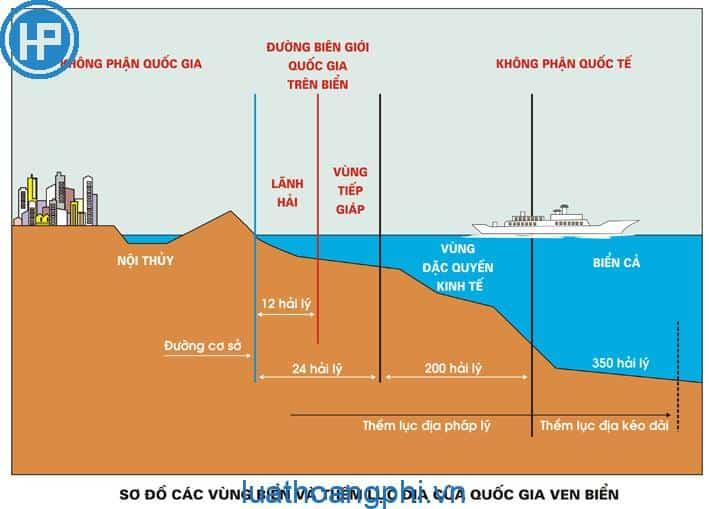 HP
KHÔNG PHẬN QUỐC GIA
ĐƯỜNG BIÊN GIỚI
QUỐC GIA
TRÊN BIỂN
KHÔNG PHẬN QUỐC TẾ
LÃNH
HẢI
VÙNG
TIẾP
GIÁP
NỘI THỦY
VÙNG
ĐẶC QUYỀN
KINH TẾ
BIỂN CẢ
12 hải lý
Đường cơ sở
24 hải lý
200 hải lý
350 hải lý
Thềm lục địa pháp lý
Thềm lục địa kéo dài
SƠ ĐỒ CÁC VÙNG BIỂN VÀ THỀM LỤC ĐỊA CỦA QUỐC GIA VEN BIỂN
luathoangphi.vn